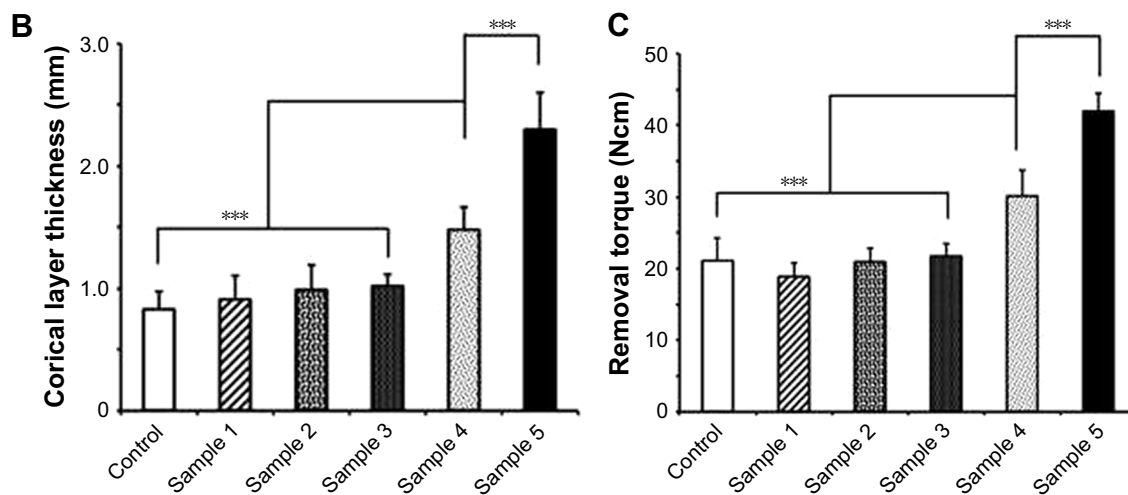 B
Corical layer thickness (mm)
3.0
2.0
1.0
0
***
***
Control
Sample 1
Sample 2
Sample 3
Sample 4
Sample 5
C
Removal torque (Ncm)
50
40
30
20
10
0
***
***
Control
Sample 1
Sample 2
Sample 3
Sample 4
Sample 5